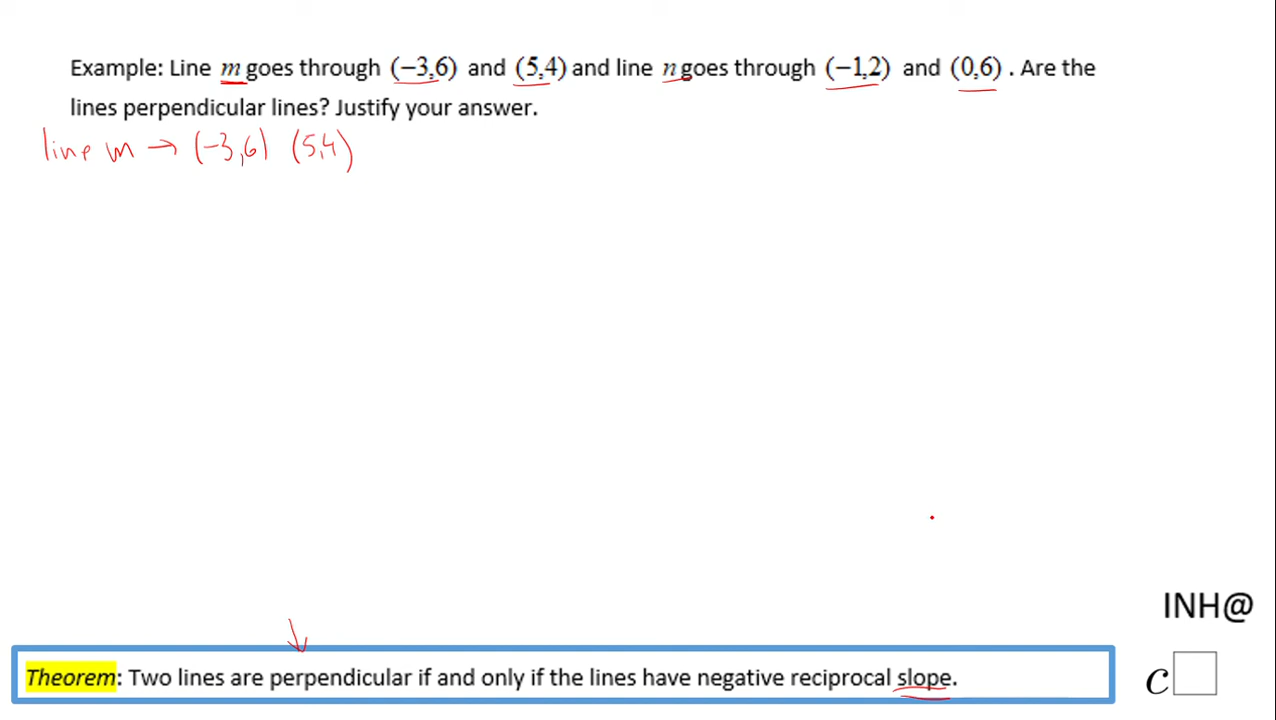 Example: Line m goes through (−3,6) and (5,4) and line n goes through (−1,2) and (0,6) . Are the
lines perpendicular lines? Justify your answer.
line m → (-3,6) (5,4)
INH@
Theorem: Two lines are perpendicular if and only if the lines have negative reciprocal slope.
c